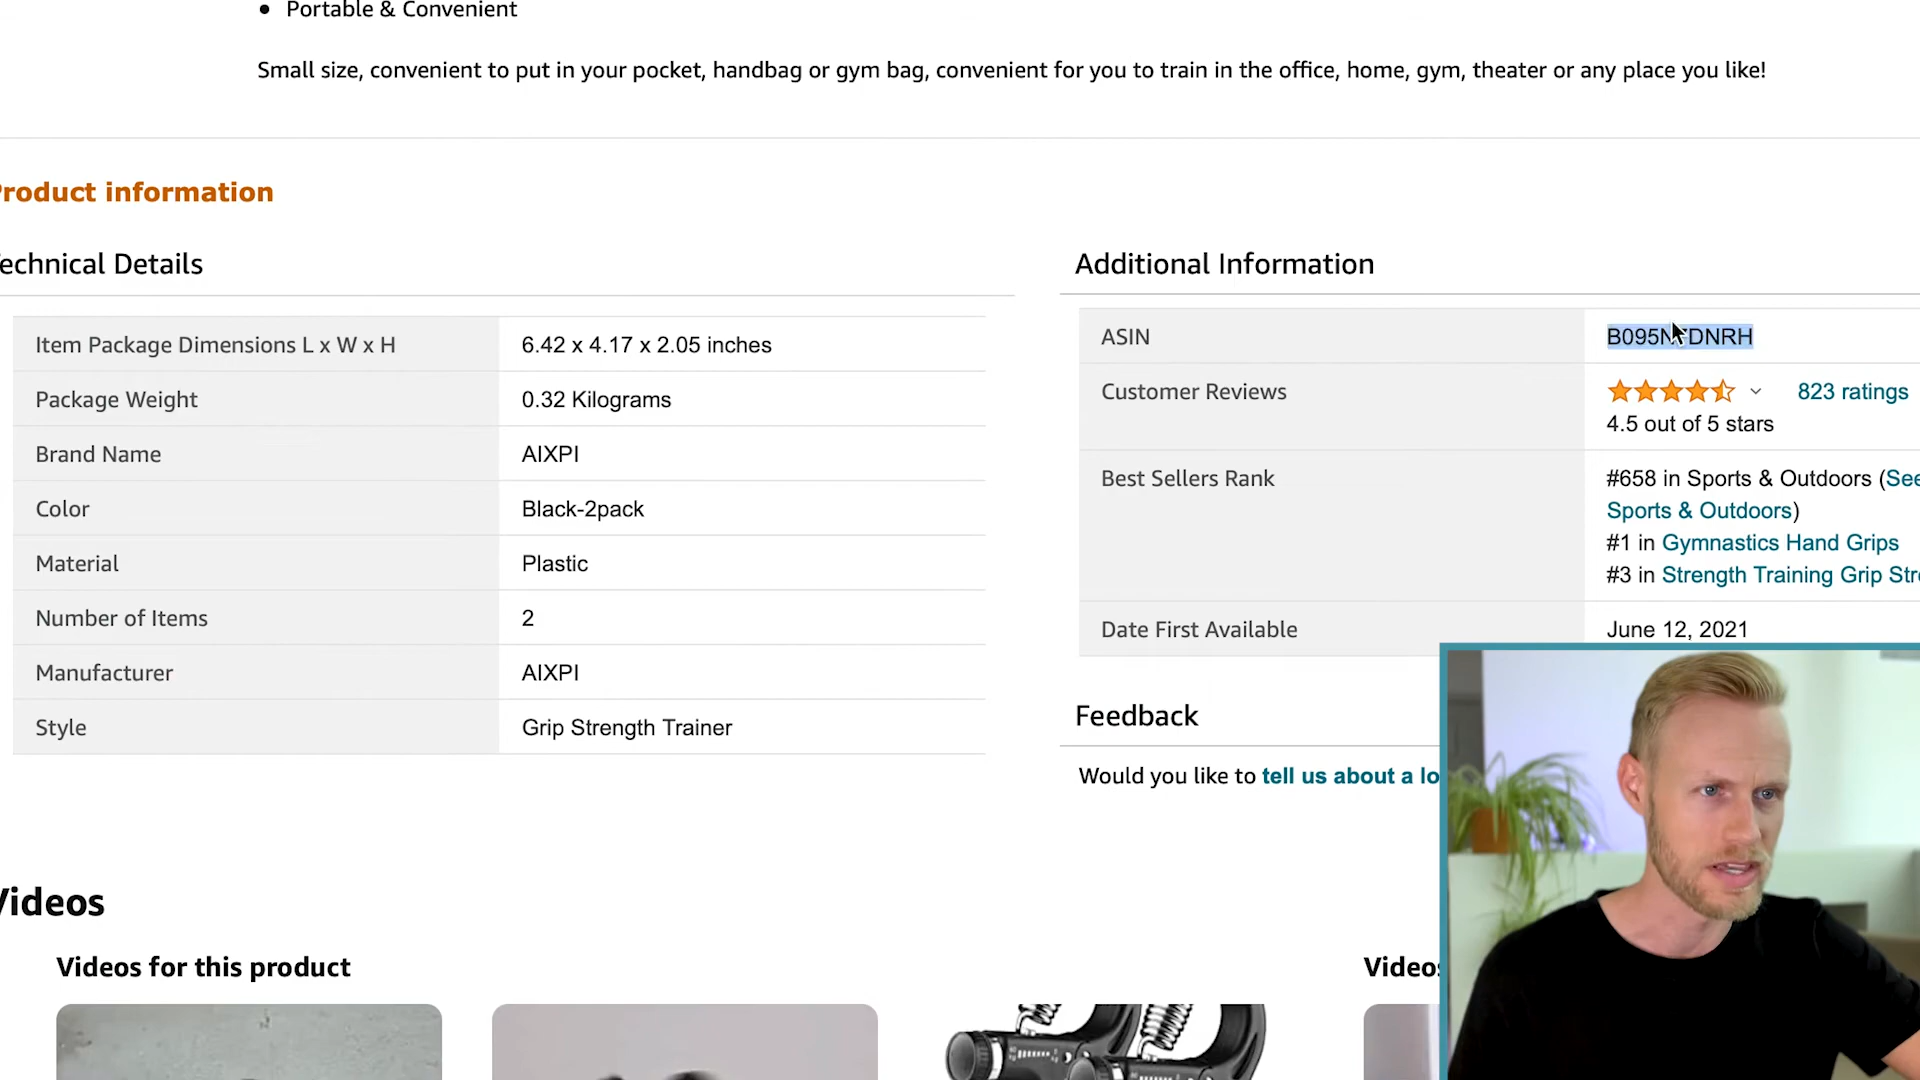 Portable & Convenient
Small size, convenient to put in your pocket, handbag or gym bag, convenient for you to train in the office, home, gym, theater or any place you like!
Product information
Technical Details
Item Package Dimensions L x W x H 6.42 x 4.17 x 2.05 inches
Package Weight 0.32 Kilograms
Brand Name AIXPI
Color Black-2pack
Material Plastic
Number of Items 2
Manufacturer AIXPI
Style Grip Strength Trainer
Additional Information
ASIN
Customer Reviews 823 ratings
4.5 out of 5 stars
Best Sellers Rank #658 in Sports & Outdoors (See
Sports & Outdoors)
#1 in Gymnastics Hand Grips
#3 in Strength Training Grip
Date First Available June 12, 2021
Feedback
Would you like to tell us about a
Videos
Videos for this product
Videos